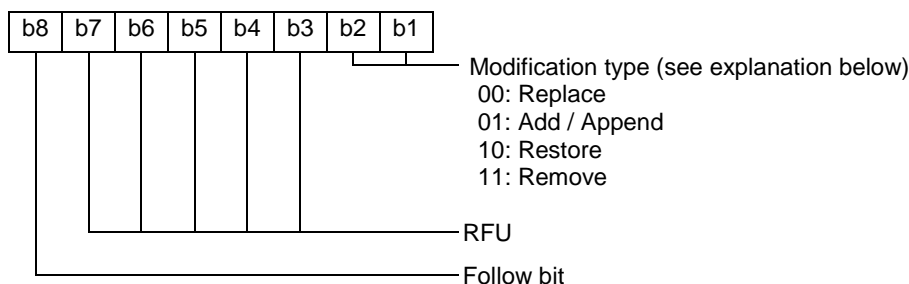 b8 b7 b6 b5 b4 b3 b2 b1
Modification type (see explanation below)
00: Replace
01: Add / Append
10: Restore
11: Remove
RFU
Follow bit